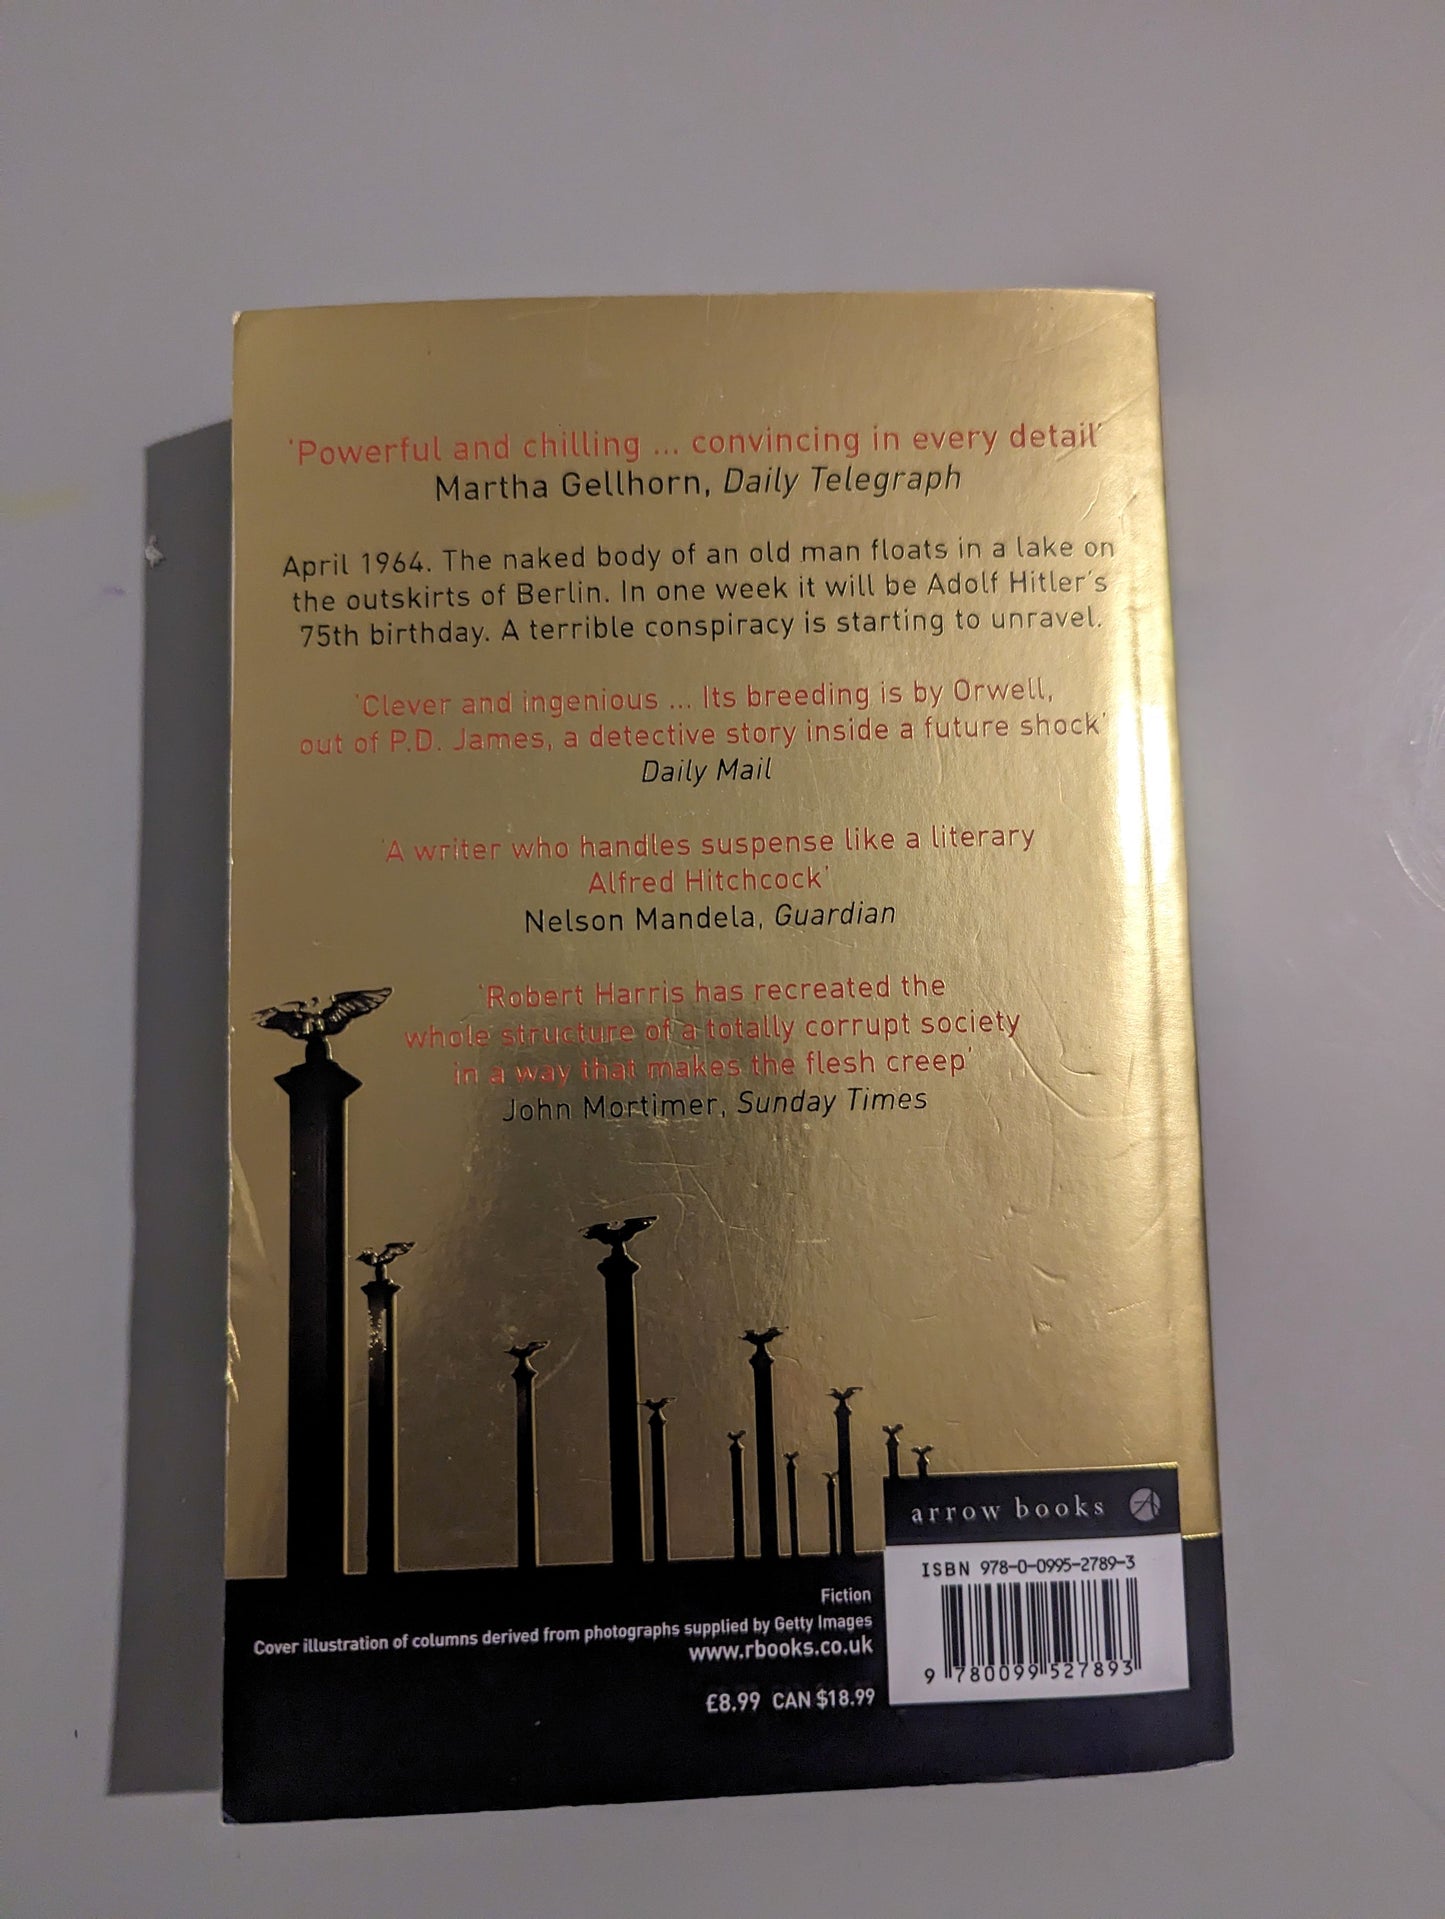 'Powerful and chilling ... convincing in every detail'
Martha Gellhorn, Daily Telegraph
April 1964. The naked body of an old man floats in a lake on
the outskirts of Berlin. In one week it will be Adolf Hitler's
75th birthday. A terrible conspiracy is starting to unravel.
'Clever and ingenious ... Its breeding is by Orwell,
out of P.D. James, a detective story inside a future shock'
Daily Mail
'A writer who handles suspense like a literary
Alfred Hitchcock'
Nelson Mandela, Guardian
'Robert Harris has recreated the
whole structure of a totally corrupt society
in a way that makes the flesh creep'
John Mortimer, Sunday Times
arrow books A
ISBN 978-0-0995-2789-3
9 780099 527893
Fiction
Cover illustration of columns derived from photographs supplied by Getty Images
www.rbooks.co.uk
£8.99 CAN $18.99